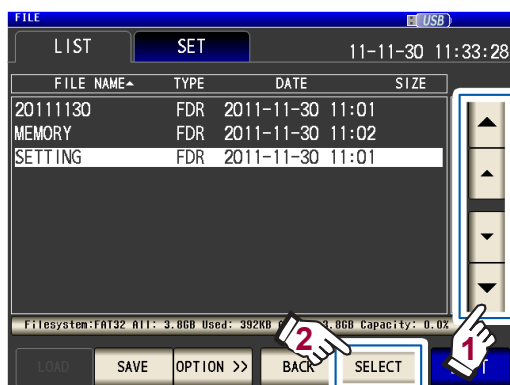 FILE USB
LIST SET 11-11-30 11:33:28
FILE NAME TYPE DATE SIZE
20111130 FDR 2011-11-30 11:01
MEMORY FDR 2011-11-30 11:02
SETTING FDR 2011-11-30 11:01
Filesystem:FAT32 All: 3.8GB Used: 392KB 3.8GB Capacity: 0.0%
2 1
LOAD SAVE OPTION >> BACK SELECT